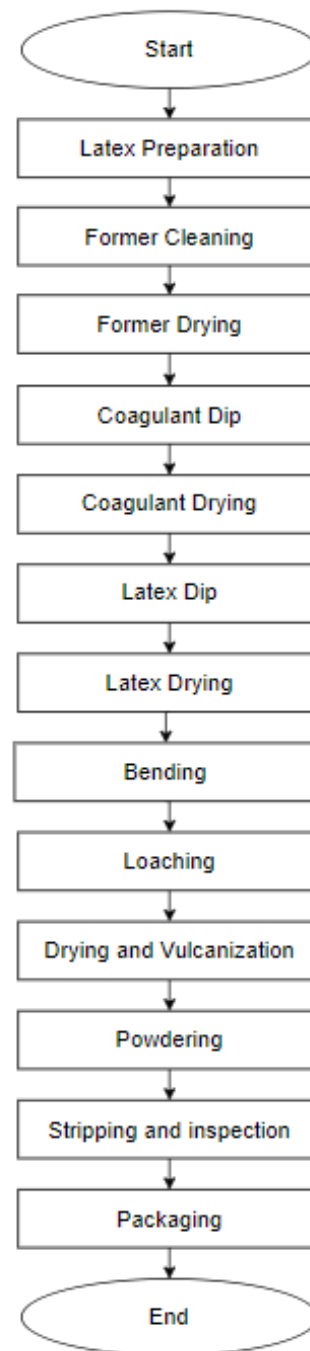 Start
Latex Preparation
Former Cleaning
Former Drying
Coagulant Dip
Coagulant Drying
Latex Dip
Latex Drying
Bending
Loaching
Drying and Vulcanization
Powdering
Stripping and inspection
Packaging
End